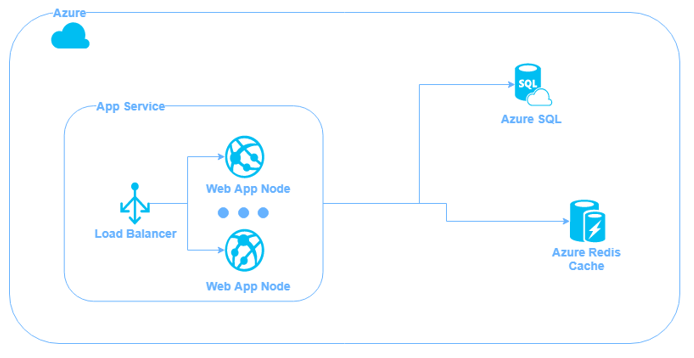 Azure
SQL
Azure SQL
App Service
Web App Node
Load Balancer
Web App Node
Azure Redis
Cache